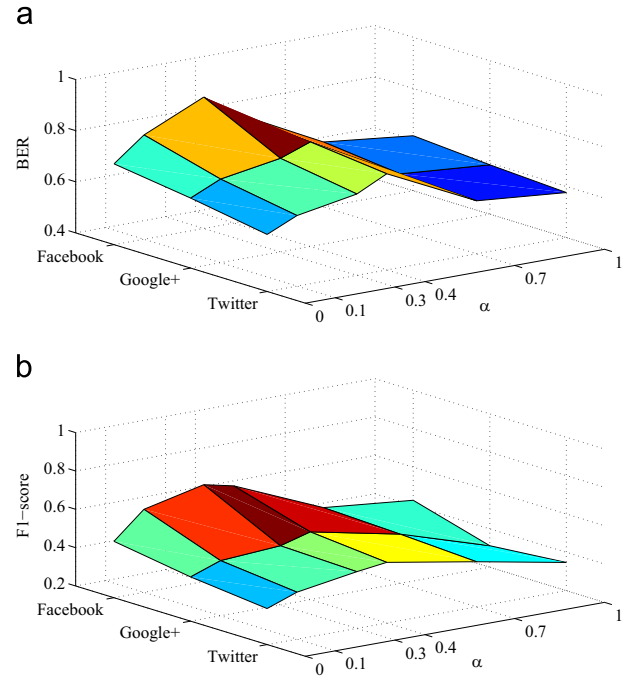 a
1
0.8
BER
0.6
0.4
Facebook
Google+
Twitter
0 0.1 0.3 0.4 0.7 1
α
b
1
0.8
F1−score
0.6
0.4
0.2
Facebook
Google+
Twitter
0 0.1 0.3 0.4 0.7 1
α